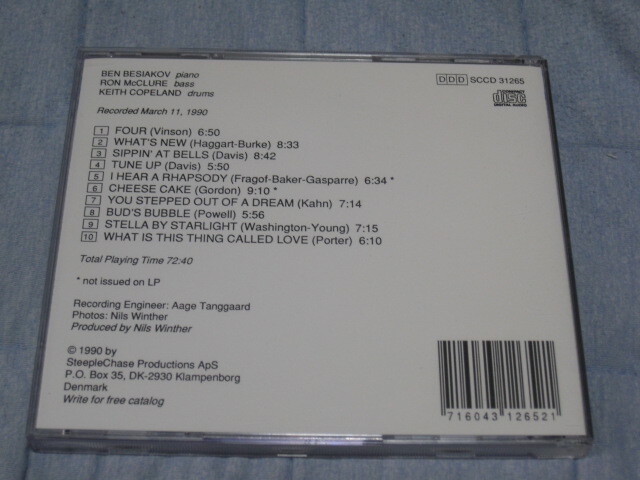 BEN BESIAKOV piano
RON McCLURE bass
KEITH COPELAND drums
DDD SCCD 31265
COMPACT
disc
DIGITAL AUDIO
Recorded March 11, 1990
1 FOUR (Vinson) 6:50
2 WHAT'S NEW (Haggart-Burke) 8:33
3 SIPPIN' AT BELLS (Davis) 8:42
4 TUNE UP (Davis) 5:50
5 I HEAR A RHAPSODY (Fragof-Baker-Gasparre) 6:34 *
6 CHEESE CAKE (Gordon) 9:10 *
7 YOU STEPPED OUT OF A DREAM (Kahn) 7:14
8 BUD'S BUBBLE (Powell) 5:56
9 STELLA BY STARLIGHT (Washington-Young) 7:15
10 WHAT IS THIS THING CALLED LOVE (Porter) 6:10
Total Playing Time 72:40
* not issued on LP
Recording Engineer: Aage Tanggaard
Photos: Nils Winther
Produced by Nils Winther
© 1990 by
SteepleChase Productions ApS
P.O. Box 35, DK-2930 Klampenborg
Denmark
Write for free catalog
716043126521